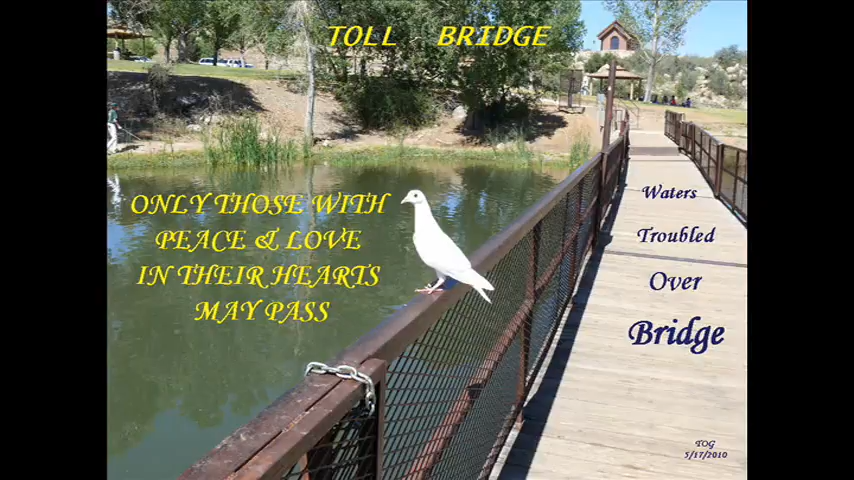 TOLL BRIDGE
ONLY THOSE WITH
PEACE & LOVE
IN THEIR HEARTS
MAY PASS
Waters
Troubled
Over
Bridge
TOG
5/17/2010